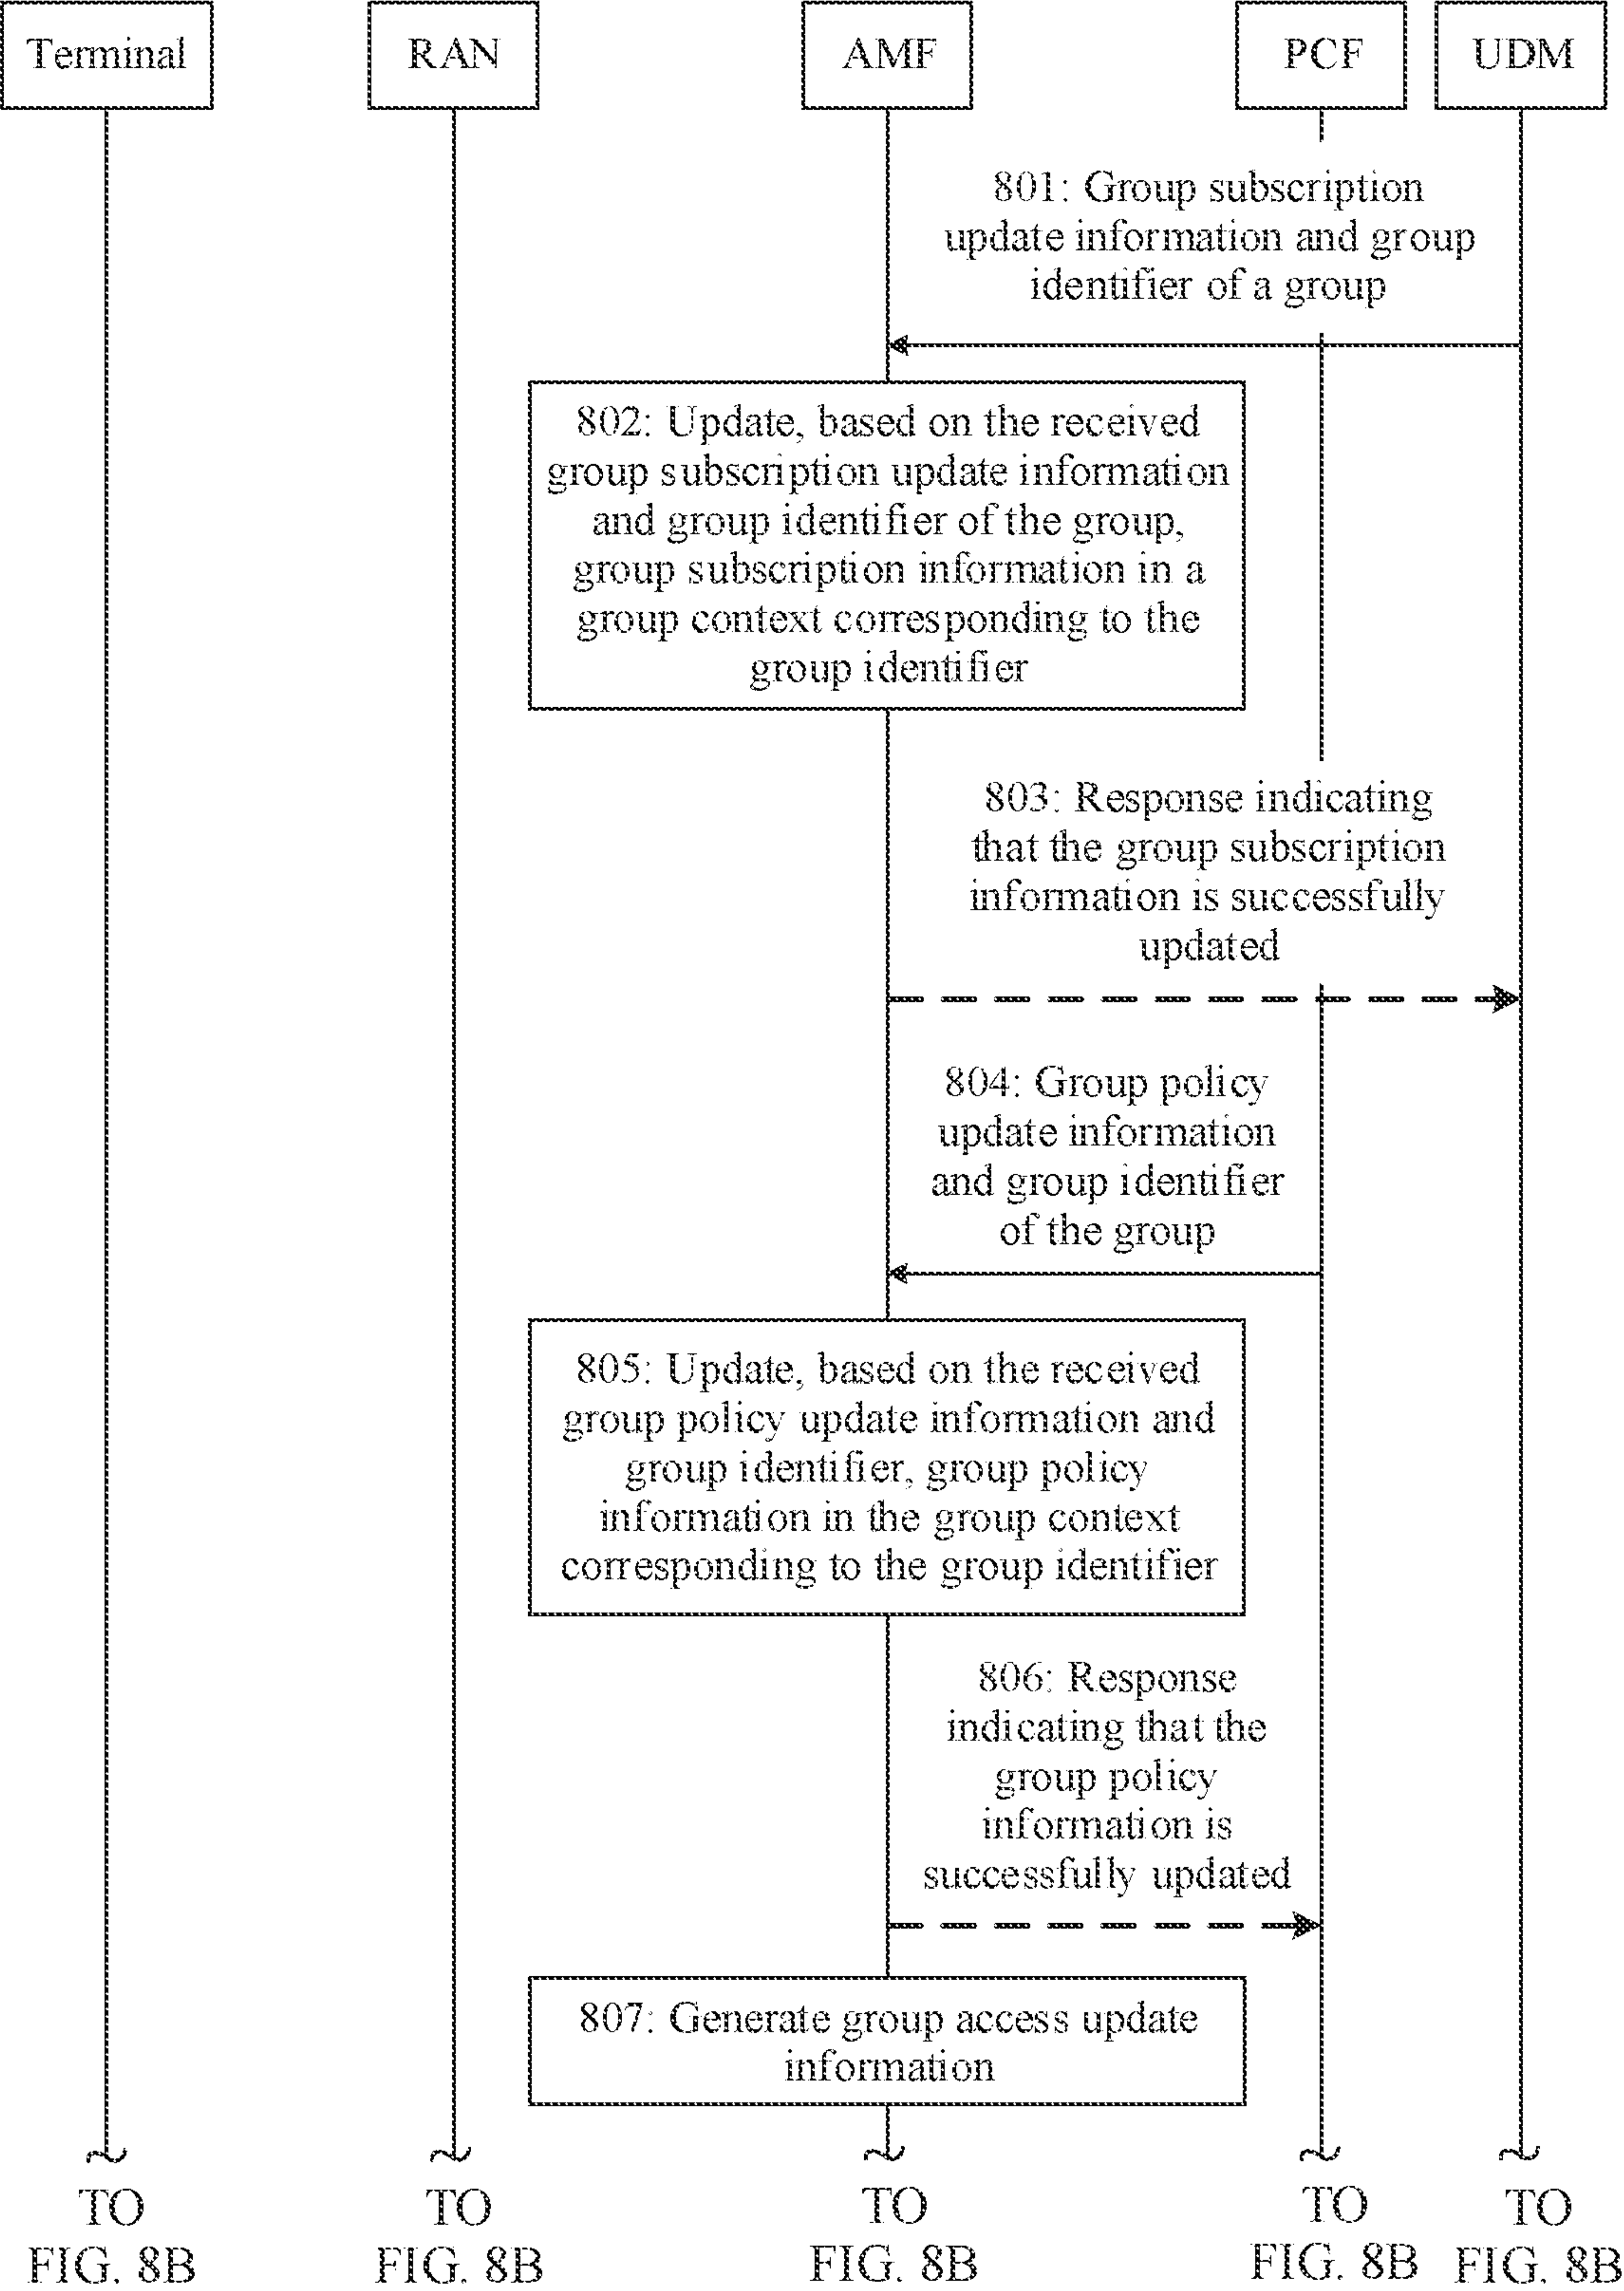 Terminal
RAN
AMF
PCF
UDM
801: Group subscription
update information and group
identifier of a group
802: Update, based on the received
group subscription update information
and group identifier of the group,
group subscription information in a
group context corresponding to the
group identifier
803: Response indicating
that the group subscription
information is successfully
updated
804: Group policy
update information
and group identifier
of the group
805: Update, based on the received
group policy update information and
group identifier, group policy
information in the group context
corresponding to the group identifier
806: Response
indicating that the
group policy
information is
successfully updated
807: Generate group access update
information
TO
FIG. 8B
TO
FIG. 8B
TO
FIG. 8B
TO
FIG. 8B
TO
FIG. 8B